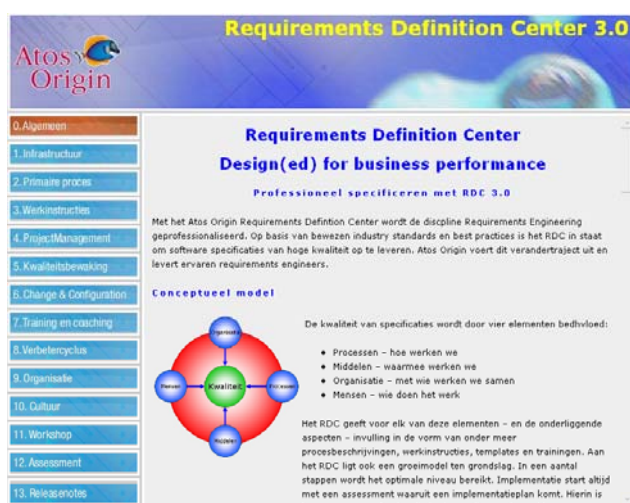 Requirements Definition Center 3.0
Atos
Origin
0.Algemeen
1.Infrastructuur
2. Primaire proces
3.Werkinstructies
4. ProjectManagement
5. Kwaliteitsbewaking
6. Change & Configuration
7.Training en coaching
8.Verbetercyclus
9. Organisatie
10. Cultuur
11. Workshop
12. Assessment
13. Releasenotes
Requirements Definition Center
Design(ed) for business performance
Professioneel specificeren met RDC 3.0
Met het Atos Origin Requirements Defintion Center wordt de discpline Requirements Engineering
geprofessionaliseerd. Op basis van bewezen industry standards en best practices is het RDC in staat
om software specificaties van hoge kwaliteit op te leveren. Atos Origin voert dit verandertraject uit en
levert ervaren requirements engineers.
Conceptueel model
Organisatie
Mensen
Kwaliteit
Processen
Middelen
De kwaliteit van specificaties wordt door vier elementen bedhvloed:
• Processen – hoe werken we
• Middelen – waarmee werken we
• Organisatie – met wie werken we samen
• Mensen – wie doen het werk
Het RDC geeft voor elk van deze elementen – en de onderliggende
aspecten – invulling in de vorm van onder meer
procesbeschrijvingen, werkinstructies, templates en trainingen. Aan
het RDC ligt ook een groeimodel ten grondslag. In een aantal
stappen wordt het optimale niveau bereikt. Implementatie start altijd
met een assessment waaruit een implementatieplan komt. Hierin is